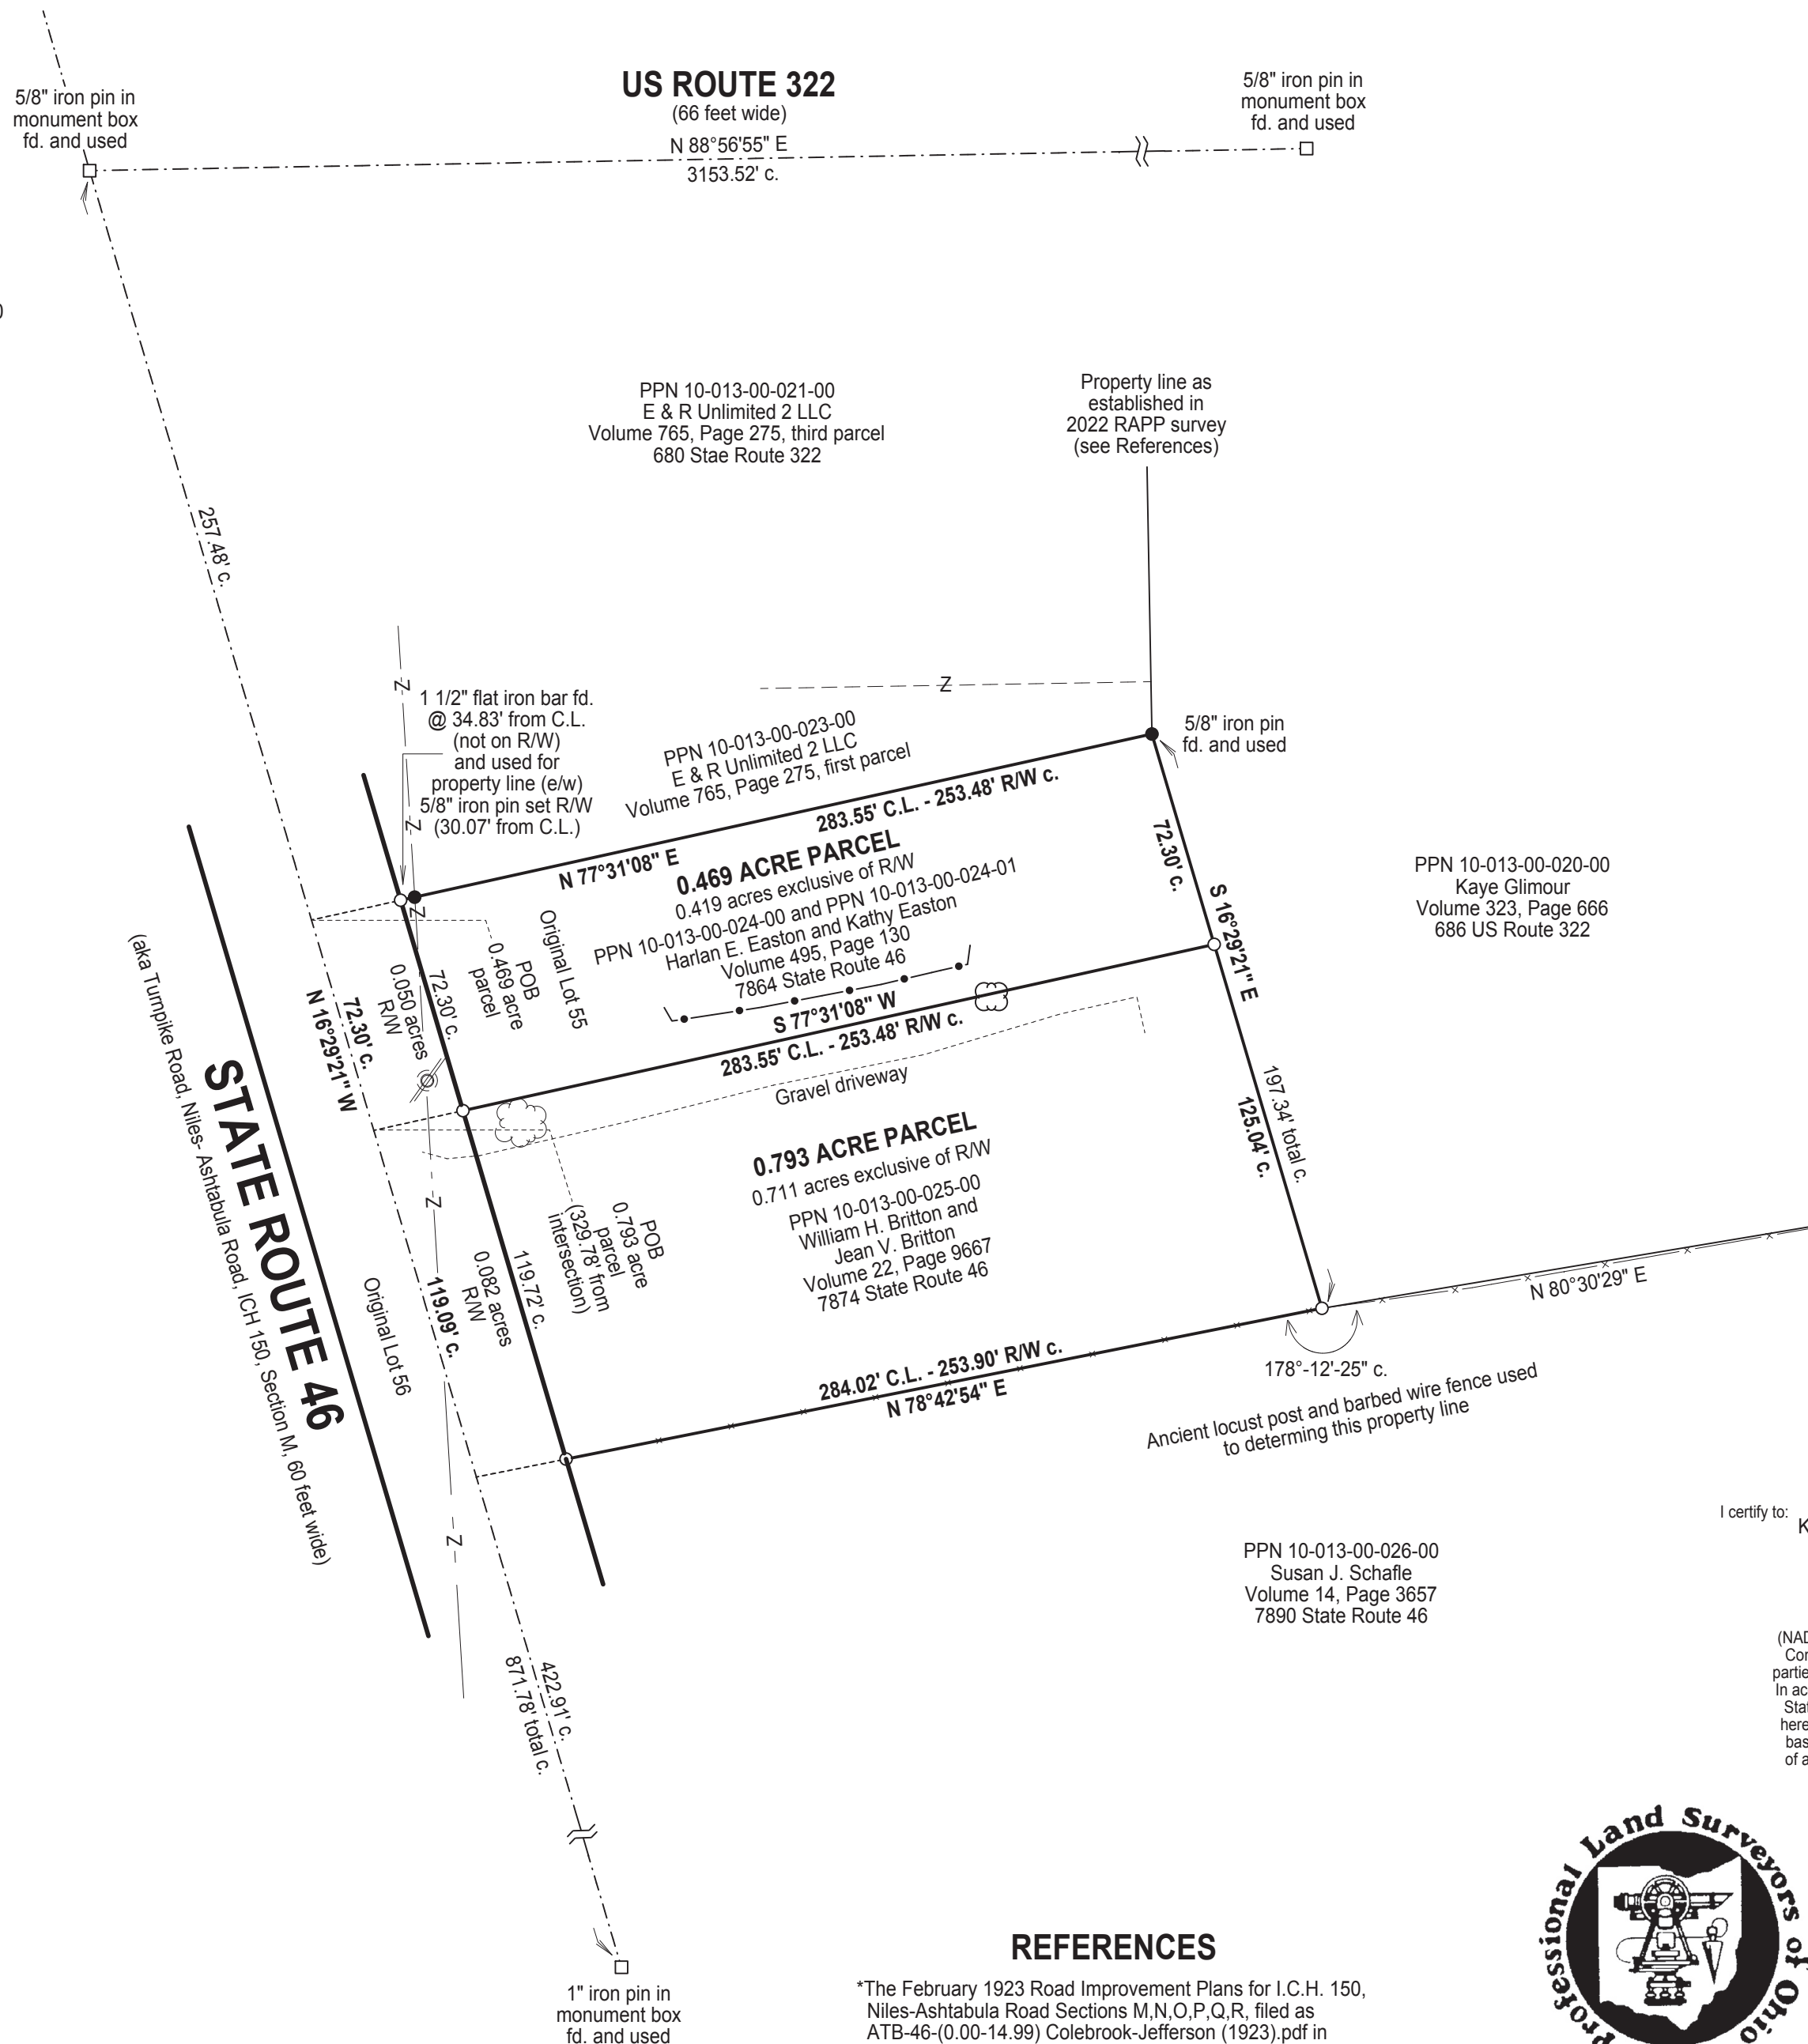 5/8" iron pin in
monument box
fd. and used
US ROUTE 322
(66 feet wide)
N 88°56'55" E
3153.52' c.
5/8" iron pin in
monument box
fd. and used
257.48' c.
PPN 10-013-00-021-00
E & R Unlimited 2 LLC
Volume 765, Page 275, third parcel
680 Stae Route 322
Property line as
established in
2022 RAPP survey
(see References)
Z
Z
1 1/2" flat iron bar fd.
@ 34.83' from C.L.
(not on R/W)
and used for
property line (e/w)
5/8" iron pin set R/W
(30.07' from C.L.)
Z
Z
PPN 10-013-00-023-00
E & R Unlimited 2 LLC
Volume 765, Page 275, first parcel
5/8" iron pin
fd. and used
283.55' C.L. - 253.48' R/W c.
N 77°31'08" E
0.469 ACRE PARCEL
0.419 acres exclusive of R/W
PPN 10-013-00-024-00 and PPN 10-013-00-024-01
Harlan E. Easton and Kathy Easton
Volume 495, Page 130
7864 State Route 46
S 77°31'08" W
283.55' C.L. - 253.48' R/W c.
72.30' c.
S 16°29'21" E
PPN 10-013-00-020-00
Kaye Glimour
Volume 323, Page 666
686 US Route 322
Original Lot 55
POB
0.469 acre
parcel
72.30' c.
0.050 acres
R/W
72.30' c.
N 16°29'21" W
STATE ROUTE 46
(aka Turnpike Road, Niles- Ashtabula Road, ICH 150, Section M, 60 feet wide)
Gravel driveway
0.793 ACRE PARCEL
0.711 acres exclusive of R/W
PPN 10-013-00-025-00
William H. Britton and
Jean V. Britton
Volume 22, Page 9667
7874 State Route 46
197.34' total c.
125.04' c.
POB
0.793 acre
parcel
(329.78' from
intersection)
Z
119.72' c.
0.082 acres
R/W
119.09' c.
Original Lot 56
284.02' C.L. - 253.90' R/W c.
N 78°42'54" E
N 80°30'29" E
178°-12'-25" c.
Ancient locust post and barbed wire fence used
to determing this property line
Z
PPN 10-013-00-026-00
Susan J. Schafle
Volume 14, Page 3657
7890 State Route 46
I certify to:
K
(NAD
Cor
partie
In ac
Stat
here
bas
of a
422.91' c.
871.78' total c.
1" iron pin in
monument box
fd. and used
REFERENCES
*The February 1923 Road Improvement Plans for I.C.H. 150,
Niles-Ashtabula Road Sections M,N,O,P,Q,R, filed as
ATB-46-(0.00-14.99) Colebrook-Jefferson (1923).pdf in
Professional Land Surveyors of Ohio